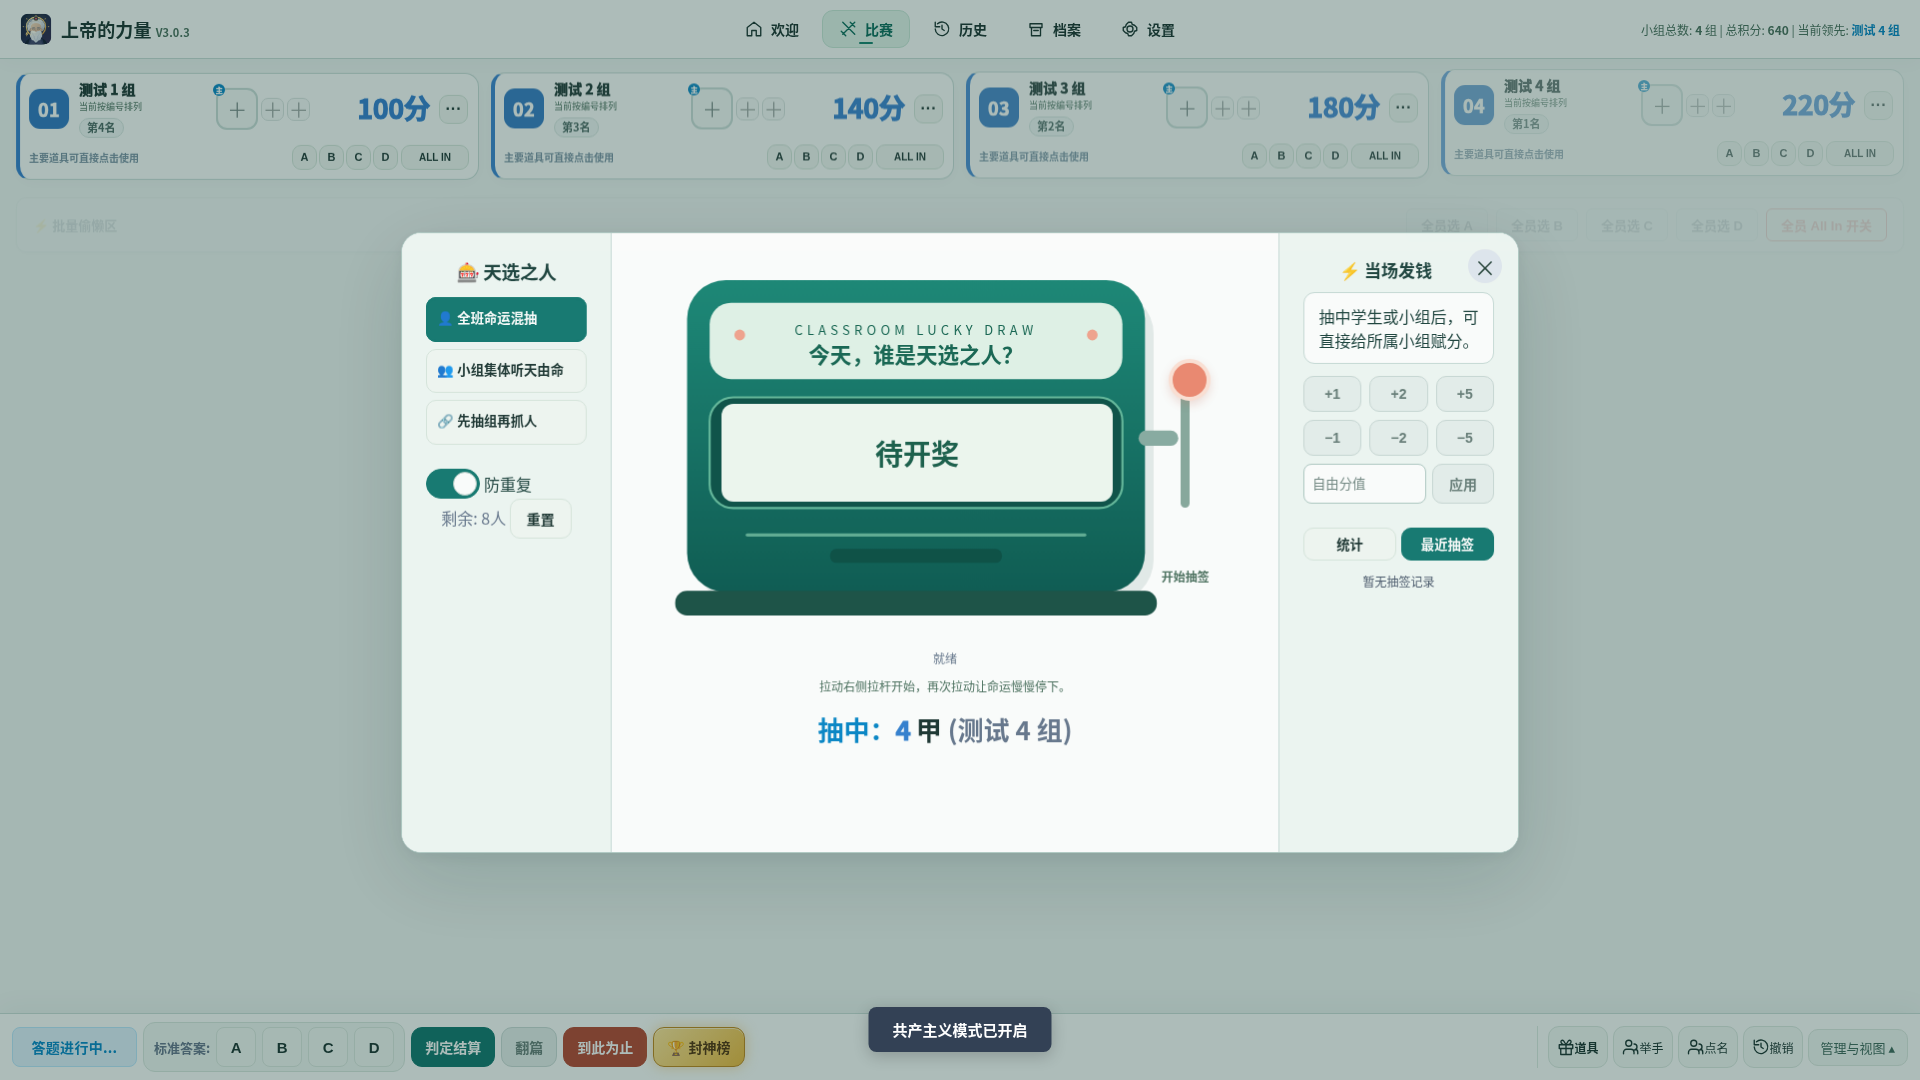 上帝的力量 V3.0.3
欢迎
比赛
历史
档案
设置
小组总数: 4 组 | 总积分: 640 | 当前领先: 测试 4 组
01
测试 1 组
当前按编号排列
第4名
主
100分
主要道具可直接点击使用
A B C D ALL IN
02
测试 2 组
当前按编号排列
第3名
主
140分
主要道具可直接点击使用
A B C D ALL IN
03
测试 3 组
当前按编号排列
第2名
主
180分
主要道具可直接点击使用
A B C D ALL IN
04
测试 4 组
当前按编号排列
第1名
主
220分
主要道具可直接点击使用
A B C D ALL IN
批量偷懒区
全员选 A
全员选 B
全员选 C
全员选 D
全员 All In 开关
天选之人
全班命运混抽
小组集体听天由命
先抽组再抓人
防重复
剩余: 8人
重置
CLASSROOM LUCKY DRAW
今天，谁是天选之人？
待开奖
开始抽签
就绪
拉动右侧拉杆开始，再次拉动让命运慢慢停下。
抽中：4 甲 (测试 4 组)
当场发钱
抽中学生或小组后，可
直接给所属小组赋分。
+1 +2 +5
−1 −2 −5
自由分值
应用
统计
最近抽签
暂无抽签记录
共产主义模式已开启
答题进行中...
标准答案:
A B C D
判定结算
翻篇
到此为止
封神榜
道具
举手
点名
撤销
管理与视图 ▴